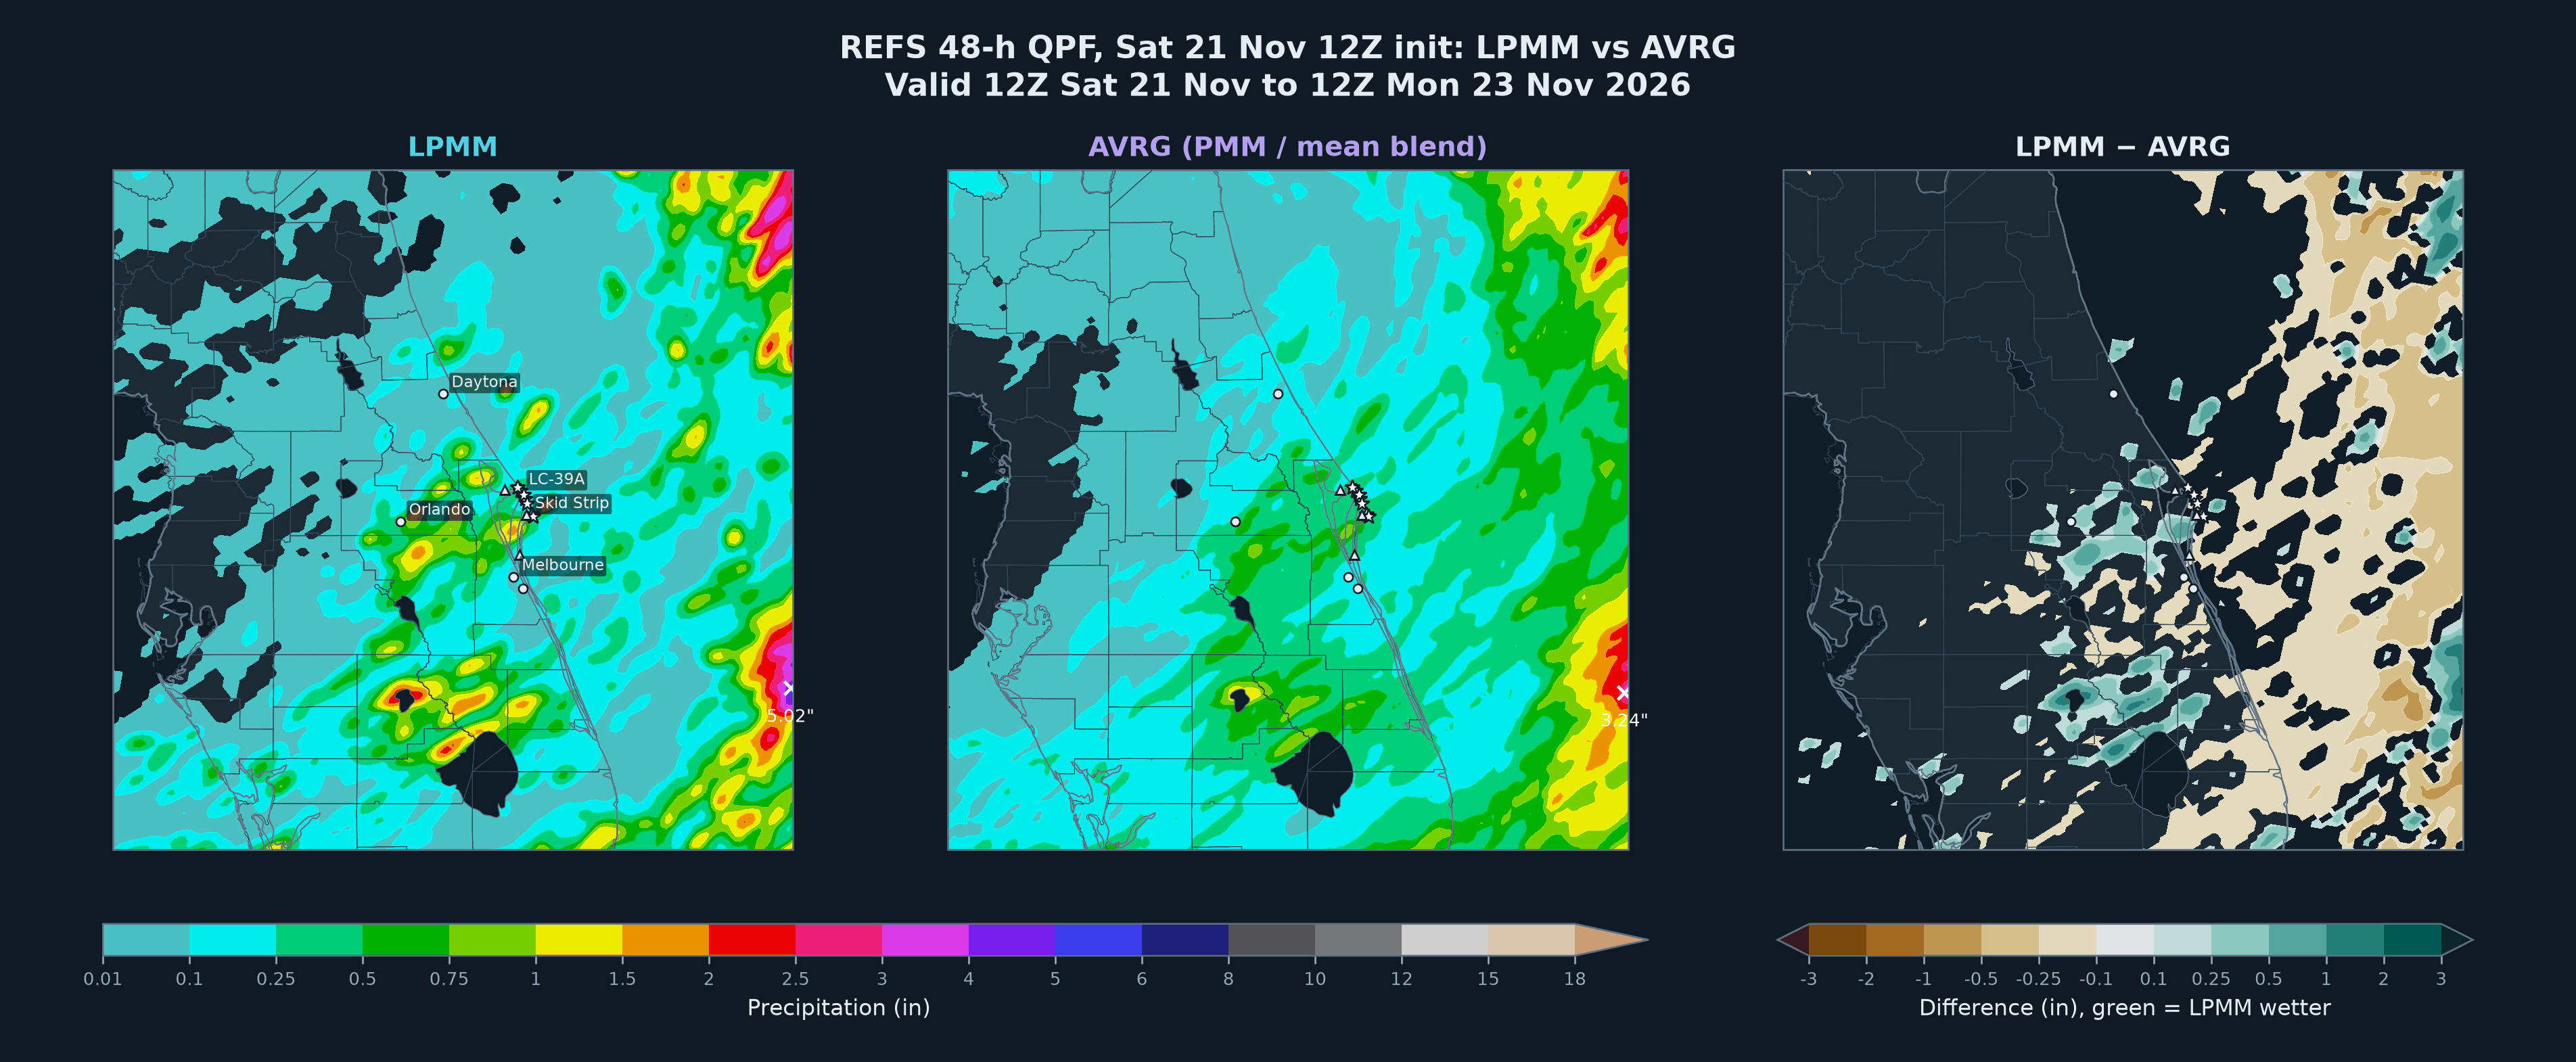 REFS 48-h QPF, Sat 21 Nov 12Z init: LPMM vs AVRG
Valid 12Z Sat 21 Nov to 12Z Mon 23 Nov 2026
LPMM
AVRG (PMM / mean blend)
LPMM − AVRG
Daytona
LC-39A
Skid Strip
Orlando
Melbourne
5.02"
3.24"
0.01 0.1 0.25 0.5 0.75 1 1.5 2 2.5 3 4 5 6 8 10 12 15 18
Precipitation (in)
-3 -2 -1 -0.5 -0.25 -0.1 0.1 0.25 0.5 1 2 3
Difference (in), green = LPMM wetter